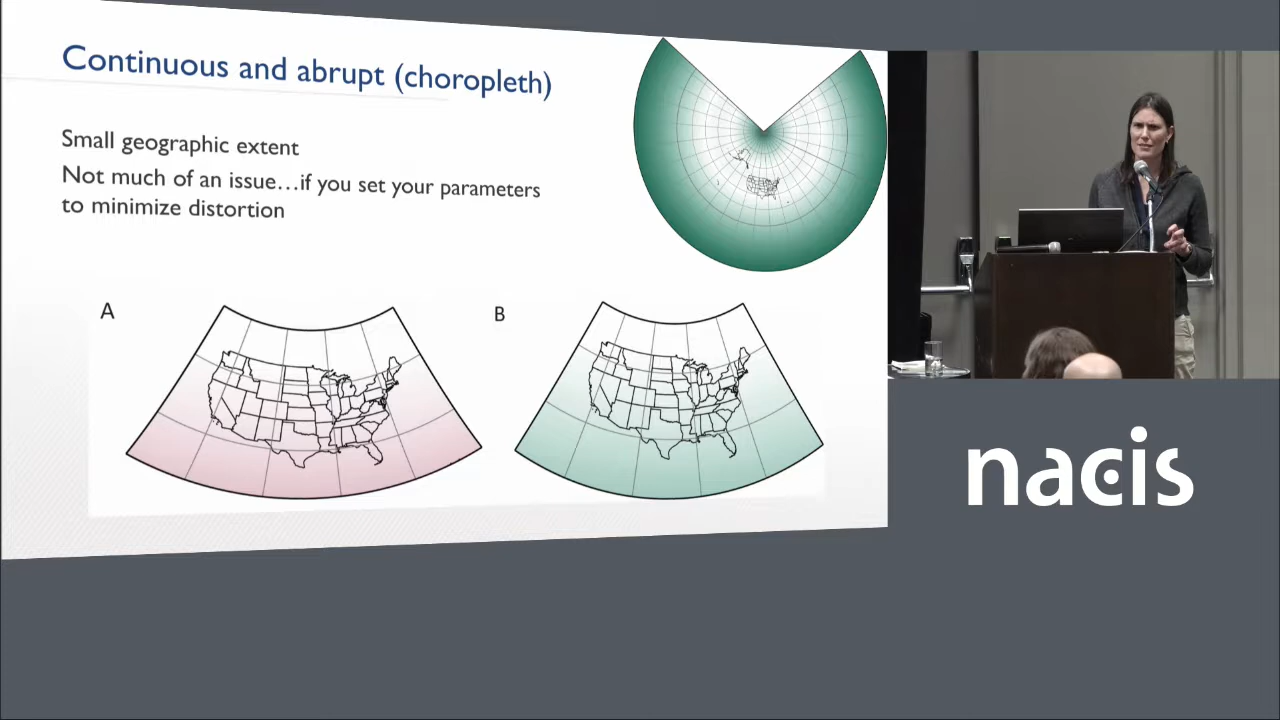 Continuous and abrupt (choropleth)
Small geographic extent
Not much of an issue...if you set your parameters
to minimize distortion
A
B
nacis